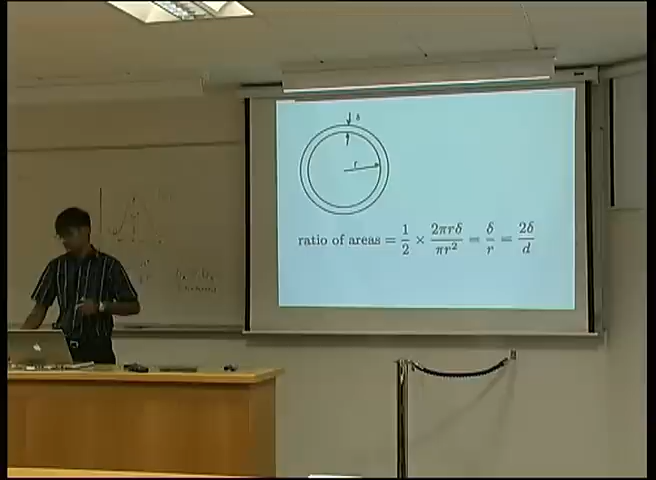 δ
r
ratio of areas = 1/2 × 2πrδ/πr² = δ/r = 2δ/d